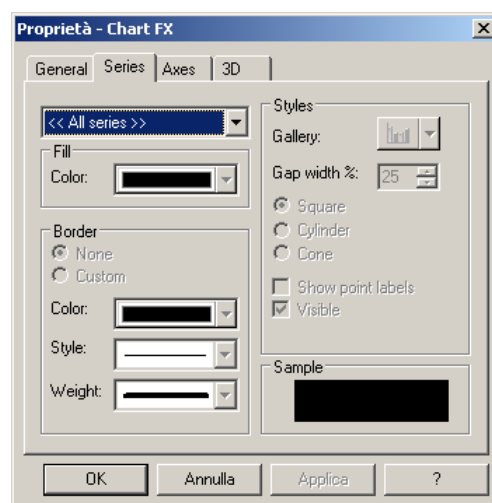 Proprietà - Chart FX
General Series Axes 3D
<< All series >>
Fill
Color:
Border
None
Custom
Color:
Style:
Weight:
Styles
Gallery:
Gap width %: 25
Square
Cylinder
Cone
Show point labels
Visible
Sample
OK Annulla Applica ?